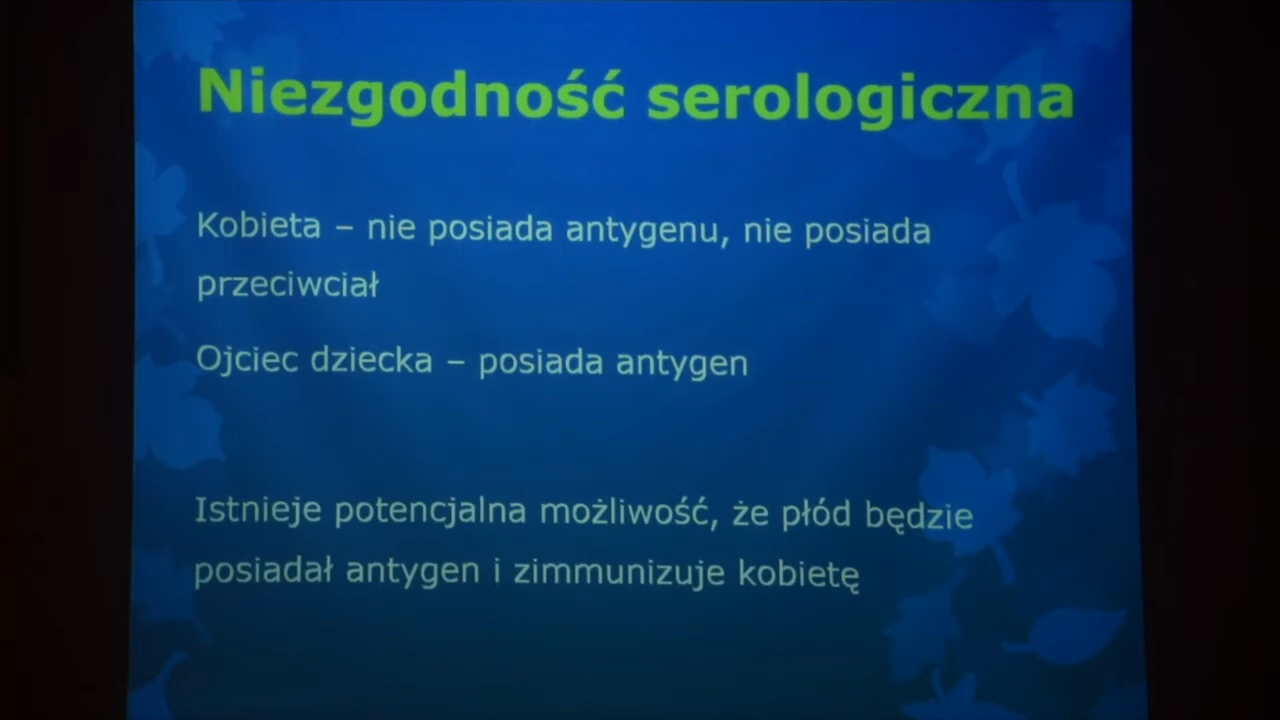 Niezgodność serologiczna
Kobieta – nie posiada antygenu, nie posiada
przeciwciał
Ojciec dziecka – posiada antygen
Istnieje potencjalna możliwość, że płód będzie
posiadał antygen i zimmunizuje kobietę